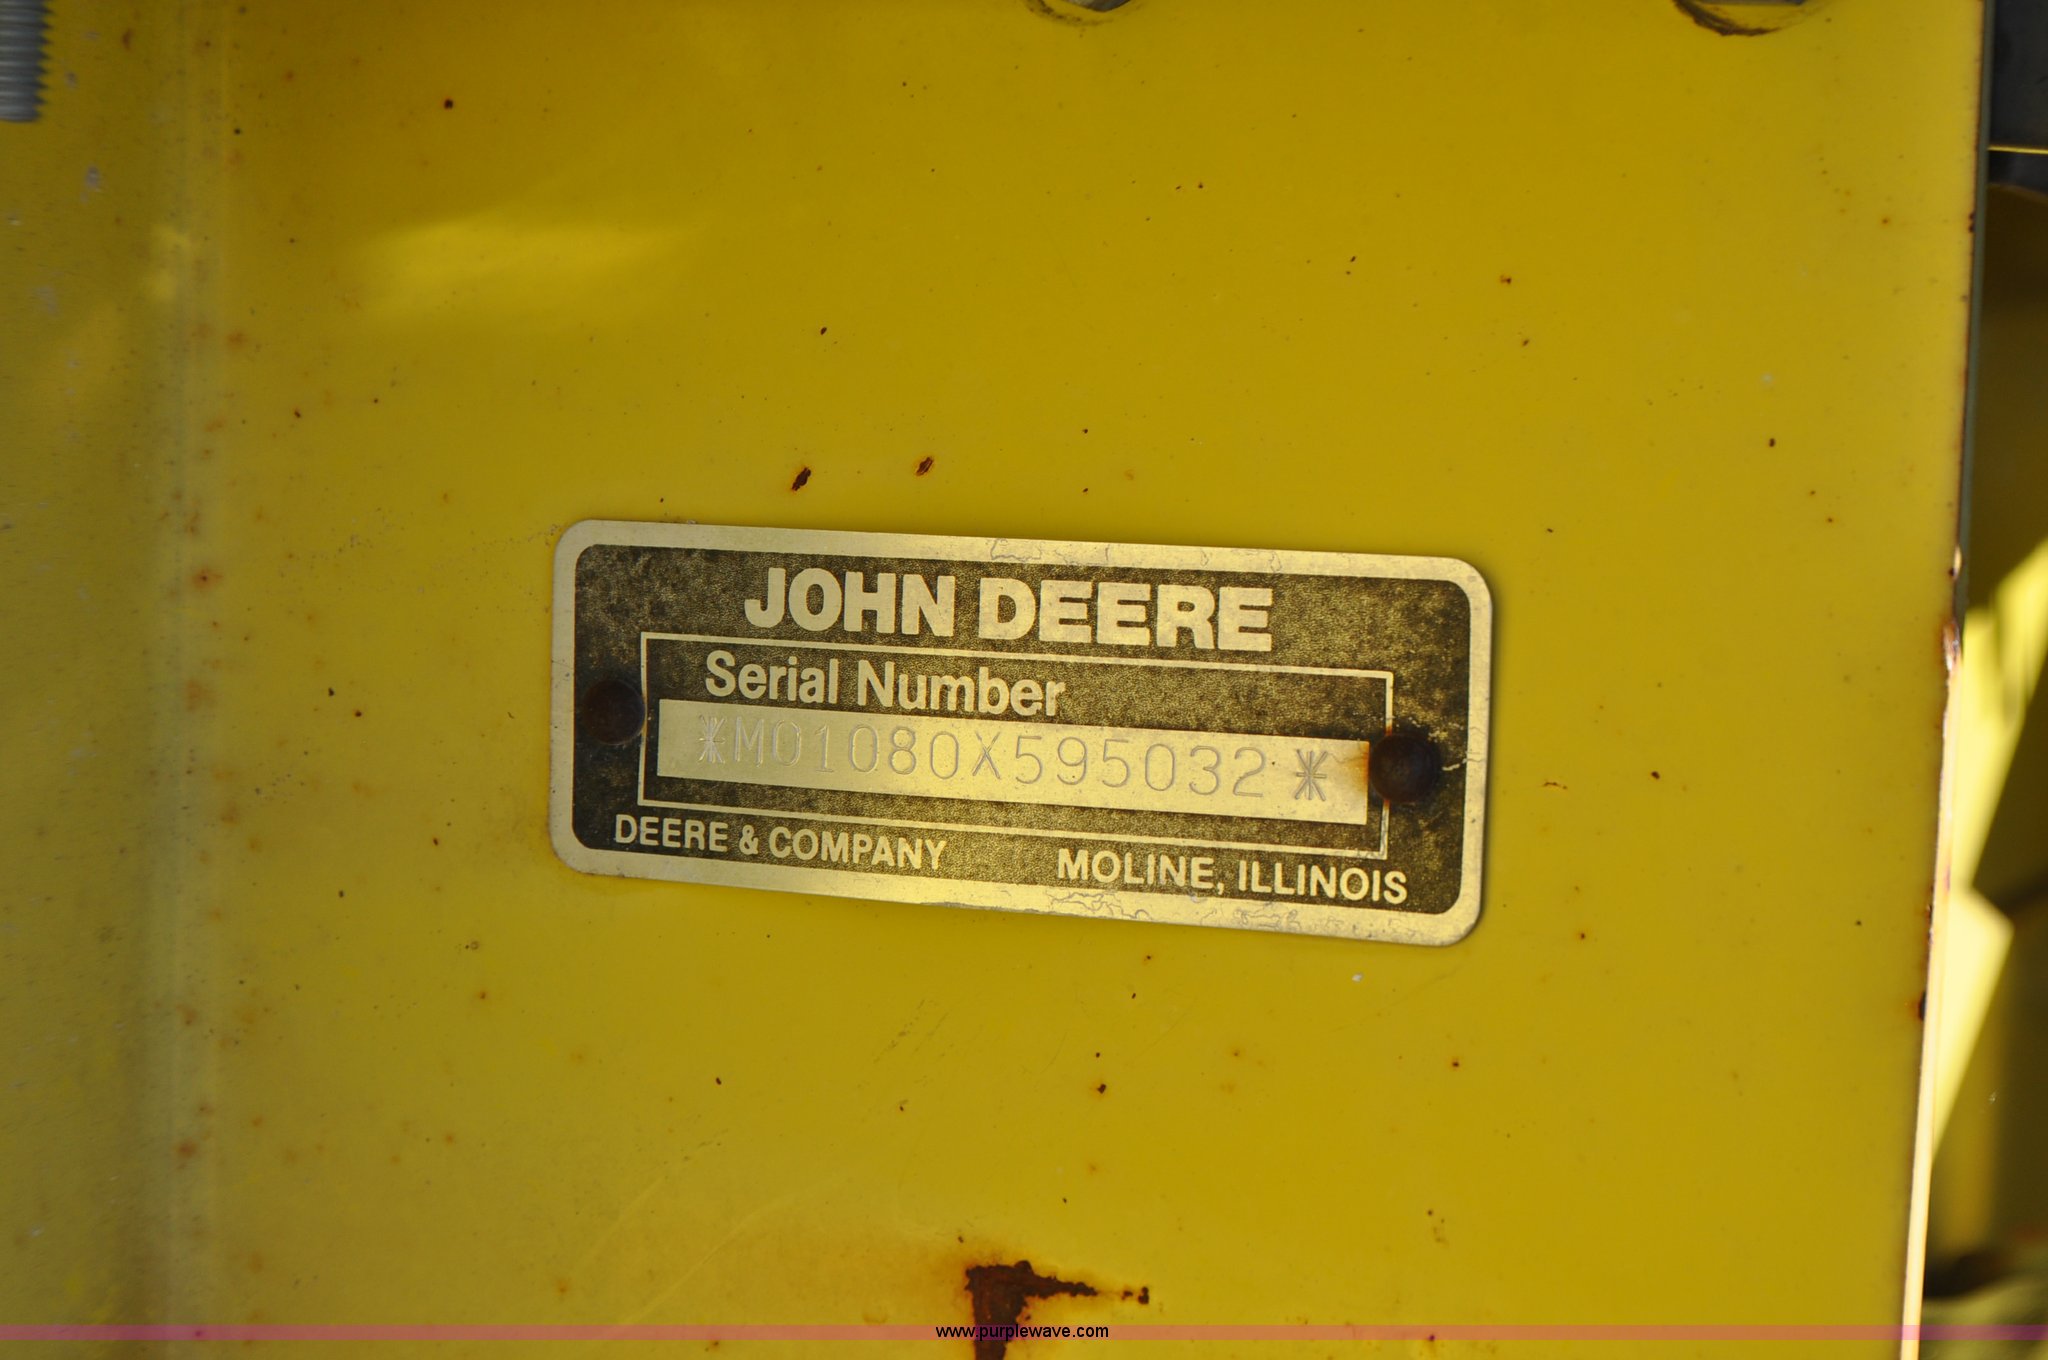 JOHN DEERE
Serial Number
*M01080X595032*
DEERE & COMPANY MOLINE, ILLINOIS
www.purplewave.com